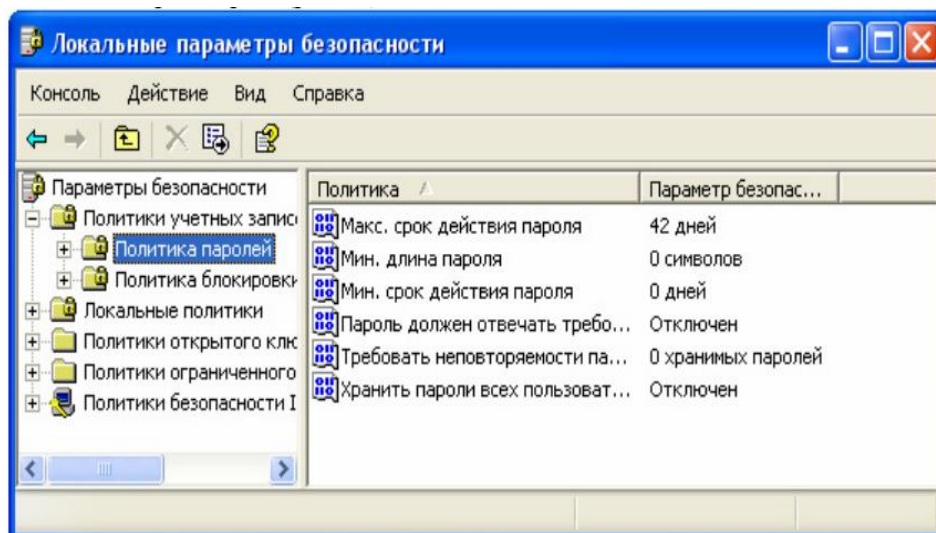 Локальные параметры безопасности
Консоль Действие Вид Справка
Параметры безопасности
Политики учетных запис
Политика паролей
Политика блокировк
Локальные политики
Политики открытого клю
Политики ограниченного
Политики безопасности I
Политика Параметр безопас...
Макс. срок действия пароля 42 дней
Мин. длина пароля 0 символов
Мин. срок действия пароля 0 дней
Пароль должен отвечать требо... Отключен
Требовать неповторяемости па... 0 хранимых паролей
Хранить пароли всех пользоват... Отключен